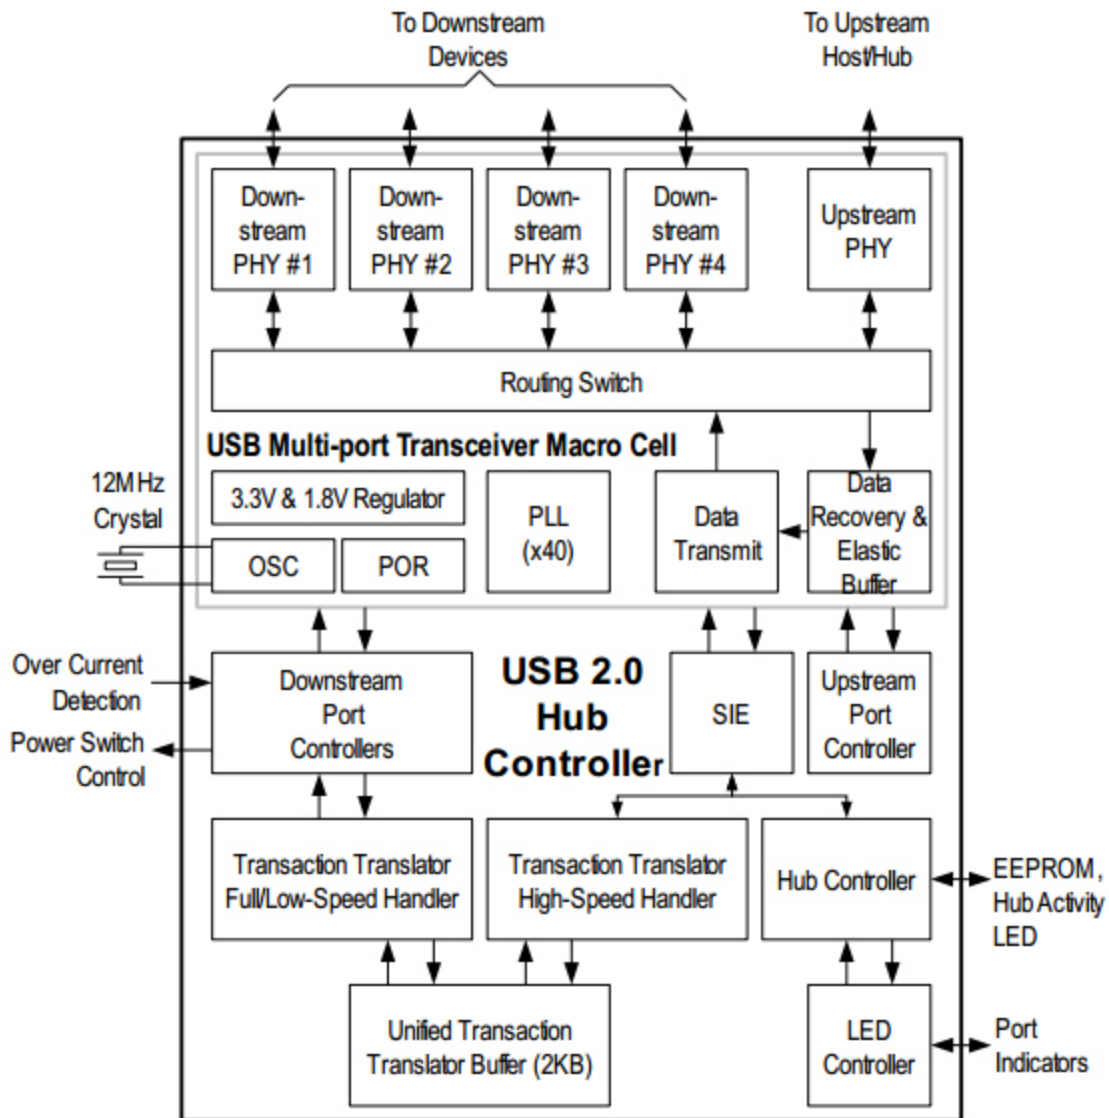 To Downstream
Devices
To Upstream
Host/Hub
Down-
stream
PHY #1
Down-
stream
PHY #2
Down-
stream
PHY #3
Down-
stream
PHY #4
Upstream
PHY
Routing Switch
USB Multi-port Transceiver Macro Cell
12MHz
Crystal
3.3V & 1.8V Regulator
OSC
POR
PLL
(x40)
Data
Transmit
Data
Recovery &
Elastic
Buffer
Over Current
Detection
Power Switch
Control
Downstream
Port
Controllers
USB 2.0
Hub
Controller
SIE
Upstream
Port
Controller
Transaction Translator
Full/Low-Speed Handler
Transaction Translator
High-Speed Handler
Hub Controller
EEPROM,
Hub Activity
LED
Unified Transaction
Translator Buffer (2KB)
LED
Controller
Port
Indicators